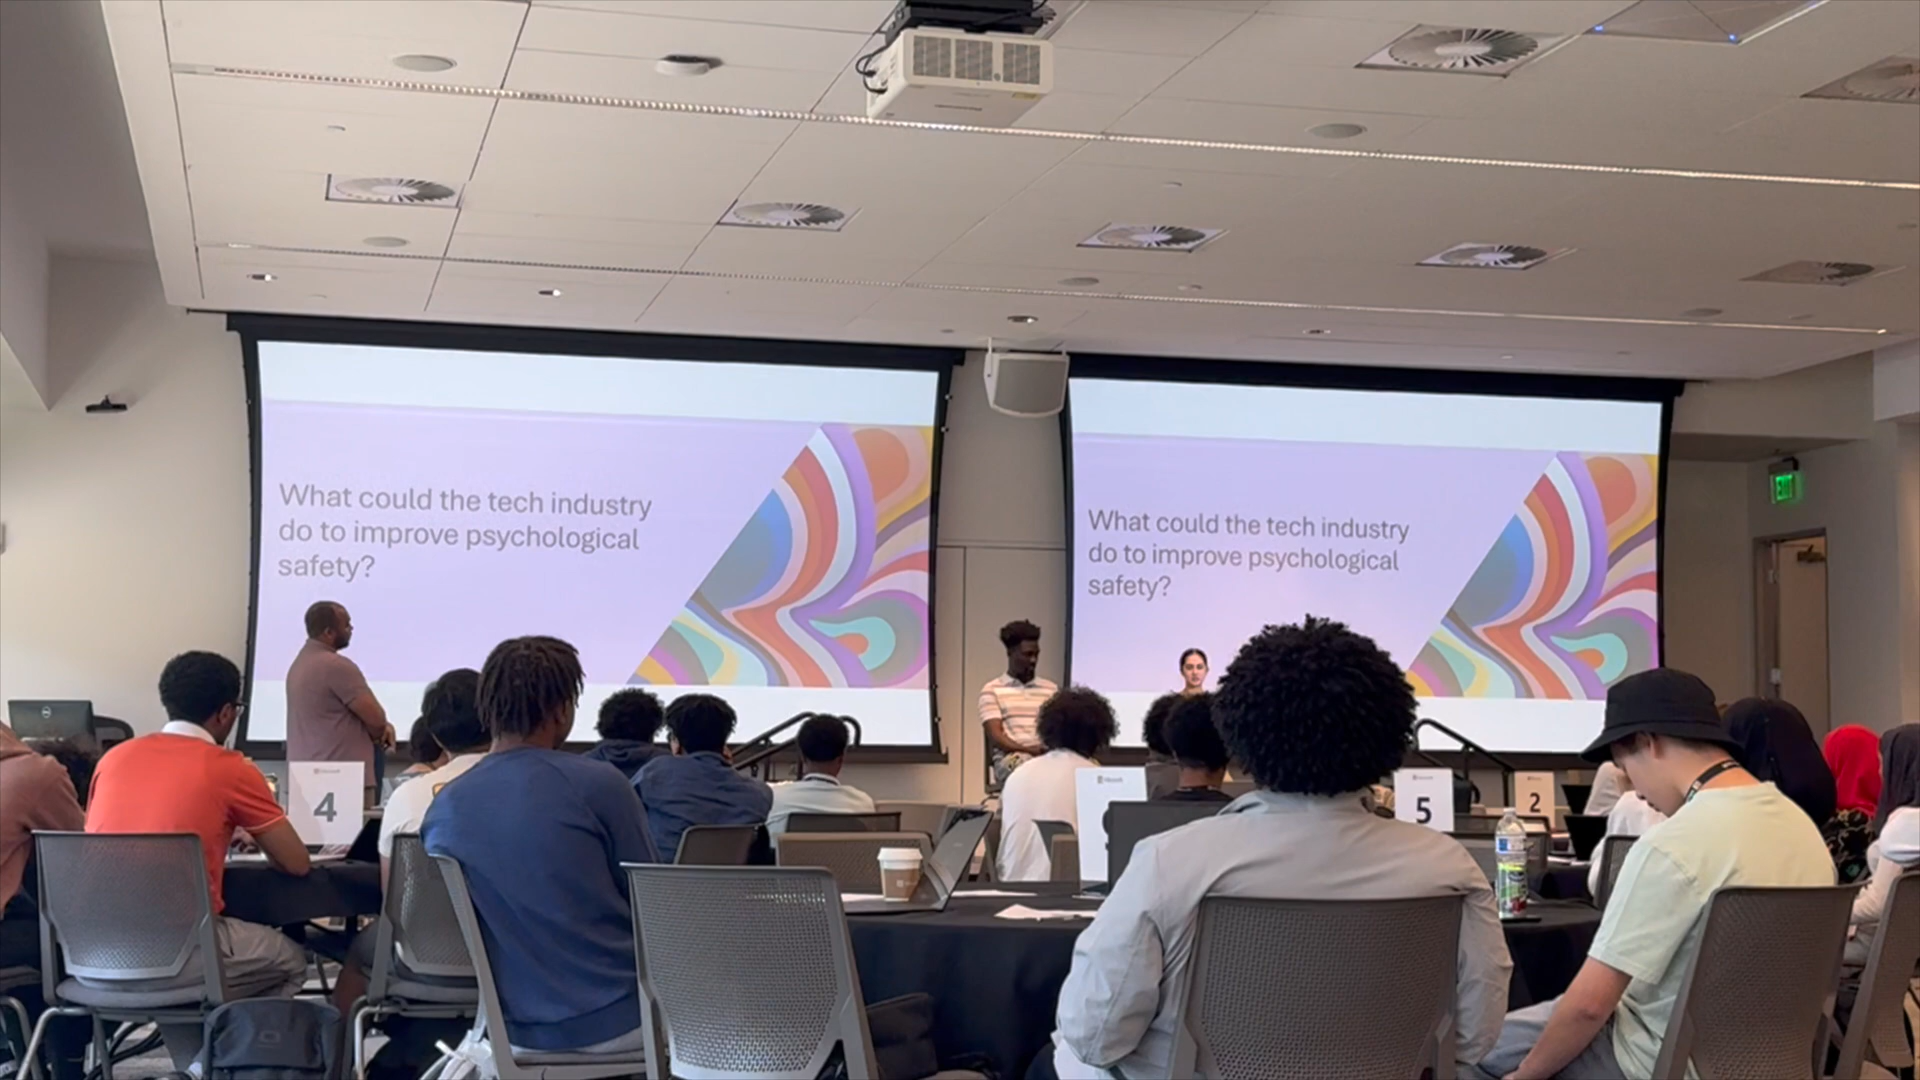 What could the tech industry
do to improve psychological
safety?
What could the tech industry
do to improve psychological
safety?
EXIT
4
5
2